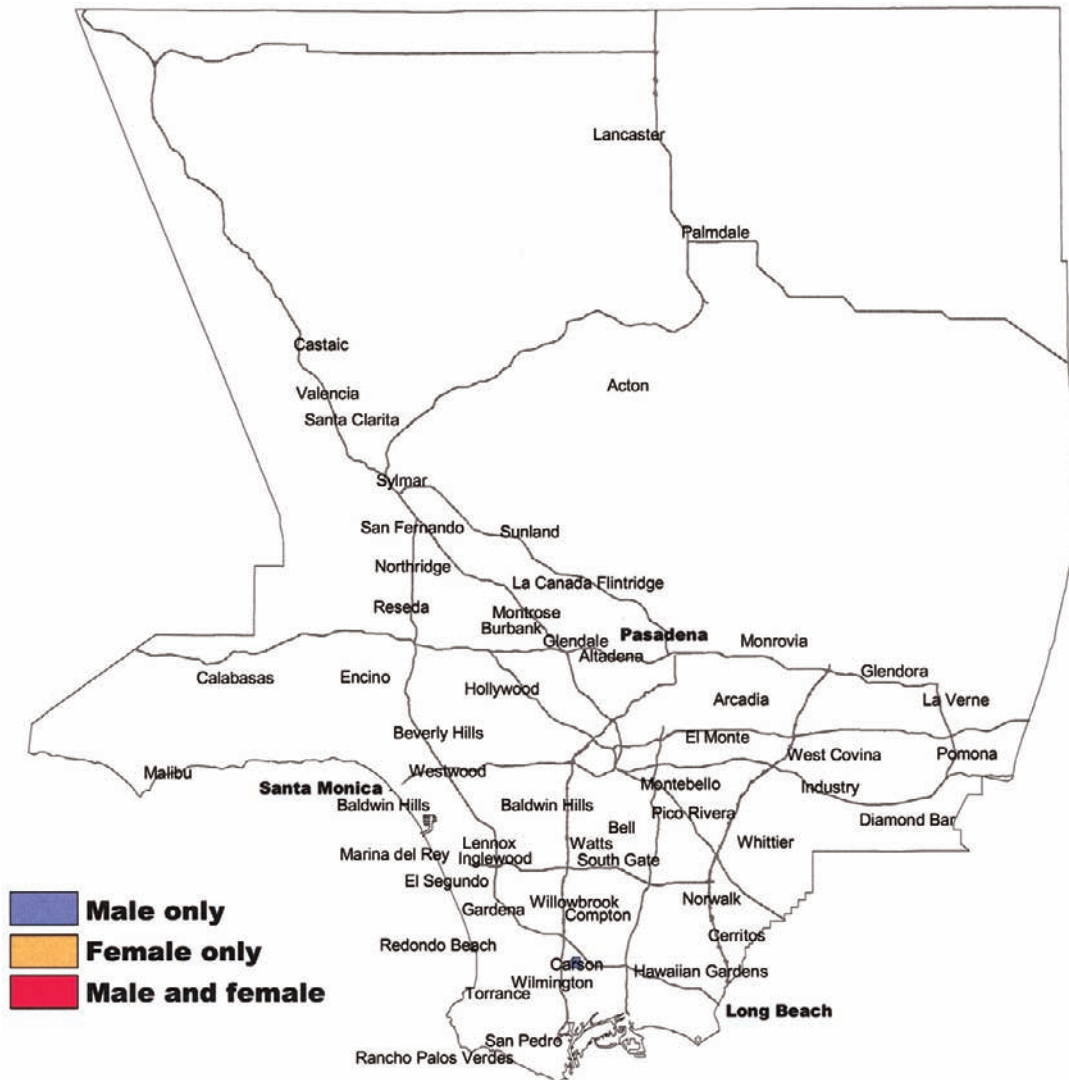 Lancaster
Palmdale
Castaic
Acton
Valencia
Santa Clarita
Sylmar
San Fernando
Sunland
Northridge
La Canada Flintridge
Reseda
Montrose
Burbank
Glendale
Pasadena
Monrovia
Altadena
Glendora
Calabasas
Encino
Hollywood
Arcadia
La Verne
Beverly Hills
El Monte
West Covina
Pomona
Malibu
Westwood
Santa Monica
Montebello
Industry
Baldwin Hills
Baldwin Hills
Pico Rivera
Diamond Bar
Bell
Whittier
Marina del Rey
Lennox
Watts
Inglewood
South Gate
El Segundo
Norwalk
Gardena
Willowbrook
Compton
Male only
Cerritos
Redondo Beach
Female only
Carson
Hawaiian Gardens
Wilmington
Torrance
Male and female
Long Beach
San Pedro
Rancho Palos Verdes